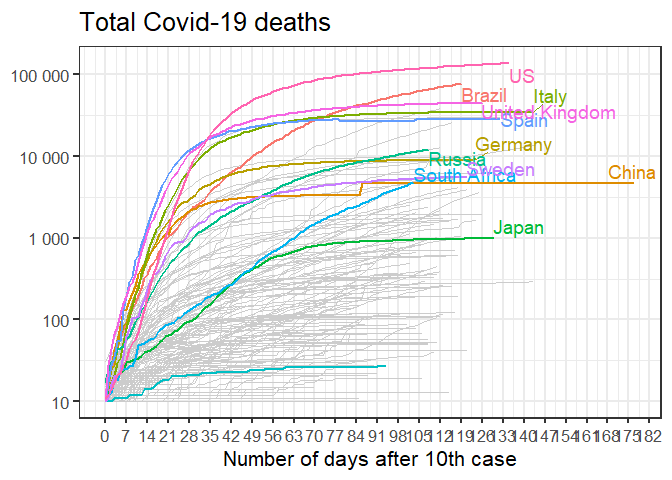 Total Covid-19 deaths
100 000
10 000
1 000
100
10
US
Brazil
Italy
United Kingdom
Spain
Germany
Russia
Sweden
South Africa
China
Japan
0 7 14 21 28 35 42 49 56 63 70 77 84 91 98 105 112 119 126 133 140 147 154 161 168 175 182
Number of days after 10th case